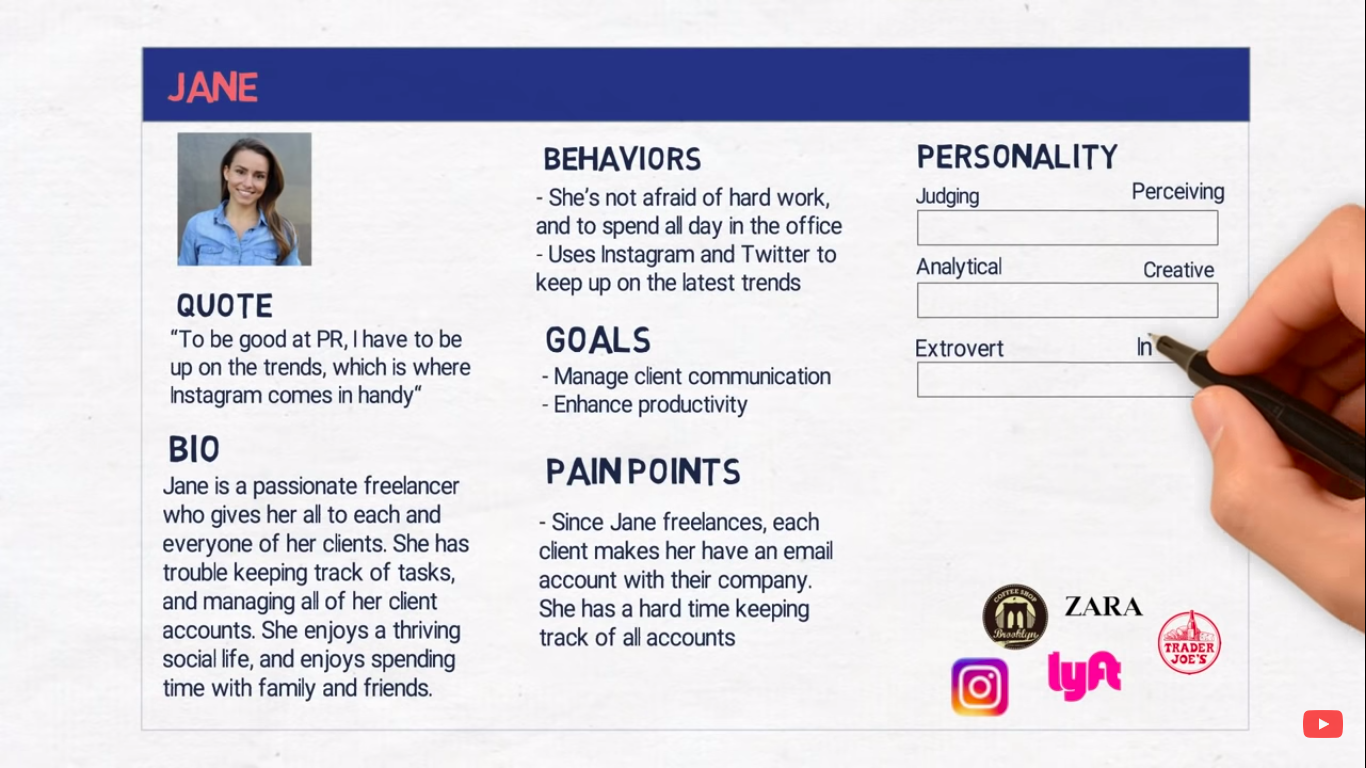 JANE
QUOTE
“To be good at PR, I have to be
up on the trends, which is where
Instagram comes in handy“
BIO
Jane is a passionate freelancer
who gives her all to each and
everyone of her clients. She has
trouble keeping track of tasks,
and managing all of her client
accounts. She enjoys a thriving
social life, and enjoys spending
time with family and friends.
BEHAVIORS
- She’s not afraid of hard work,
and to spend all day in the office
- Uses Instagram and Twitter to
keep up on the latest trends
GOALS
- Manage client communication
- Enhance productivity
PAIN POINTS
- Since Jane freelances, each
client makes her have an email
account with their company.
She has a hard time keeping
track of all accounts
PERSONALITY
Judging Perceiving
Analytical Creative
Extrovert In
COFFEE SHOP
Brooklyn
ZARA
TRADER
JOE'S
lyft